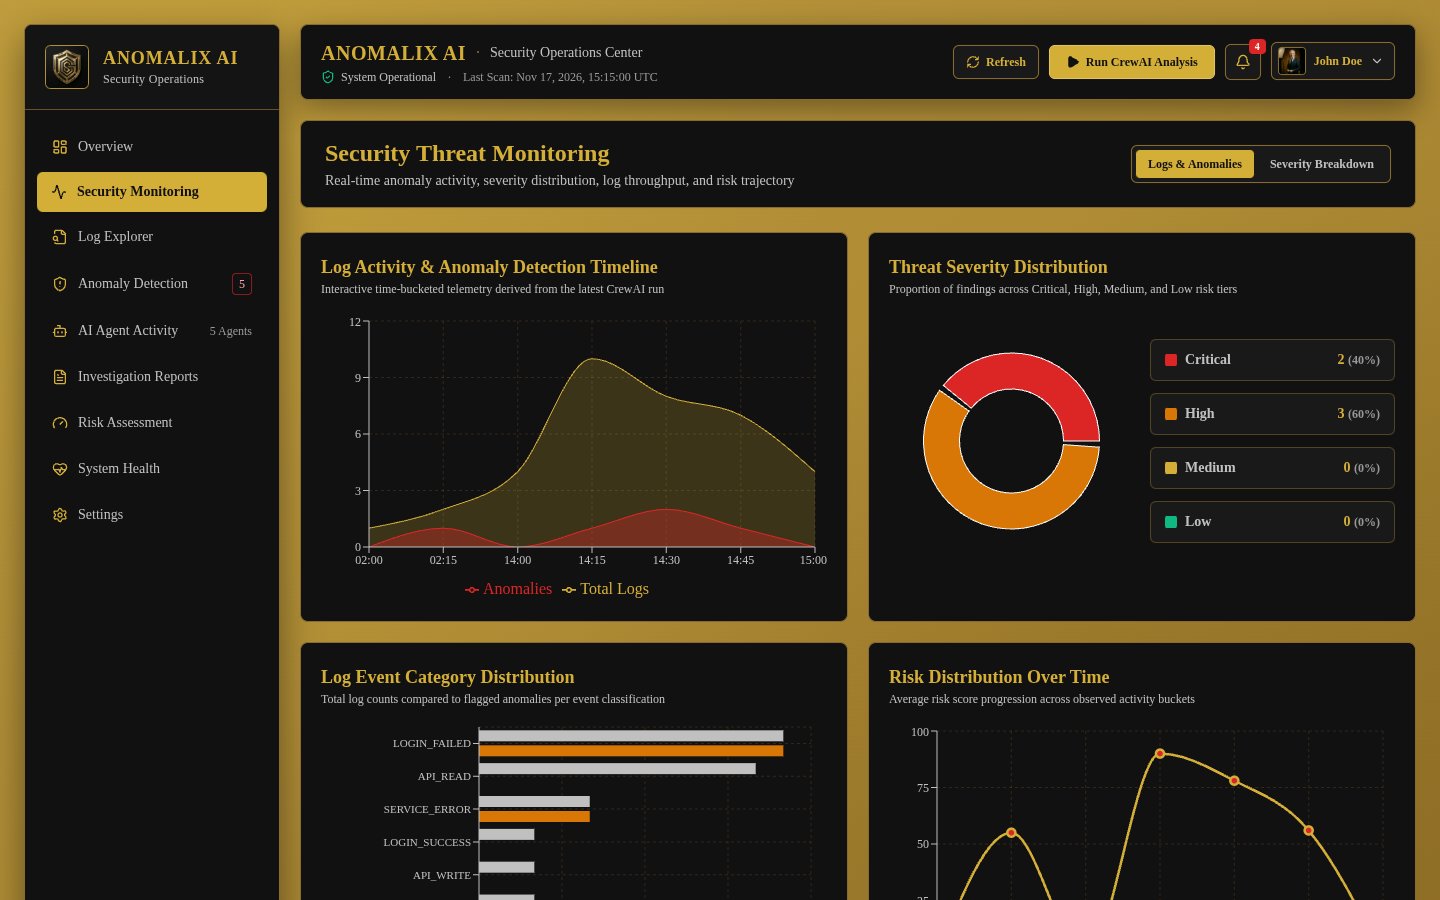 ANOMALIX AI
Security Operations
Overview
Security Monitoring
Log Explorer
Anomaly Detection 5
AI Agent Activity 5 Agents
Investigation Reports
Risk Assessment
System Health
Settings
ANOMALIX AI · Security Operations Center
System Operational · Last Scan: Nov 17, 2026, 15:15:00 UTC
Refresh
Run CrewAI Analysis
4
John Doe
Security Threat Monitoring
Real-time anomaly activity, severity distribution, log throughput, and risk trajectory
Logs & Anomalies
Severity Breakdown
Log Activity & Anomaly Detection Timeline
Interactive time-bucketed telemetry derived from the latest CrewAI run
12
9
6
3
0
02:00 02:15 14:00 14:15 14:30 14:45 15:00
Anomalies Total Logs
Threat Severity Distribution
Proportion of findings across Critical, High, Medium, and Low risk tiers
Critical 2 (40%)
High 3 (60%)
Medium 0 (0%)
Low 0 (0%)
Log Event Category Distribution
Total log counts compared to flagged anomalies per event classification
LOGIN_FAILED
API_READ
SERVICE_ERROR
LOGIN_SUCCESS
API_WRITE
Risk Distribution Over Time
Average risk score progression across observed activity buckets
100
75
50